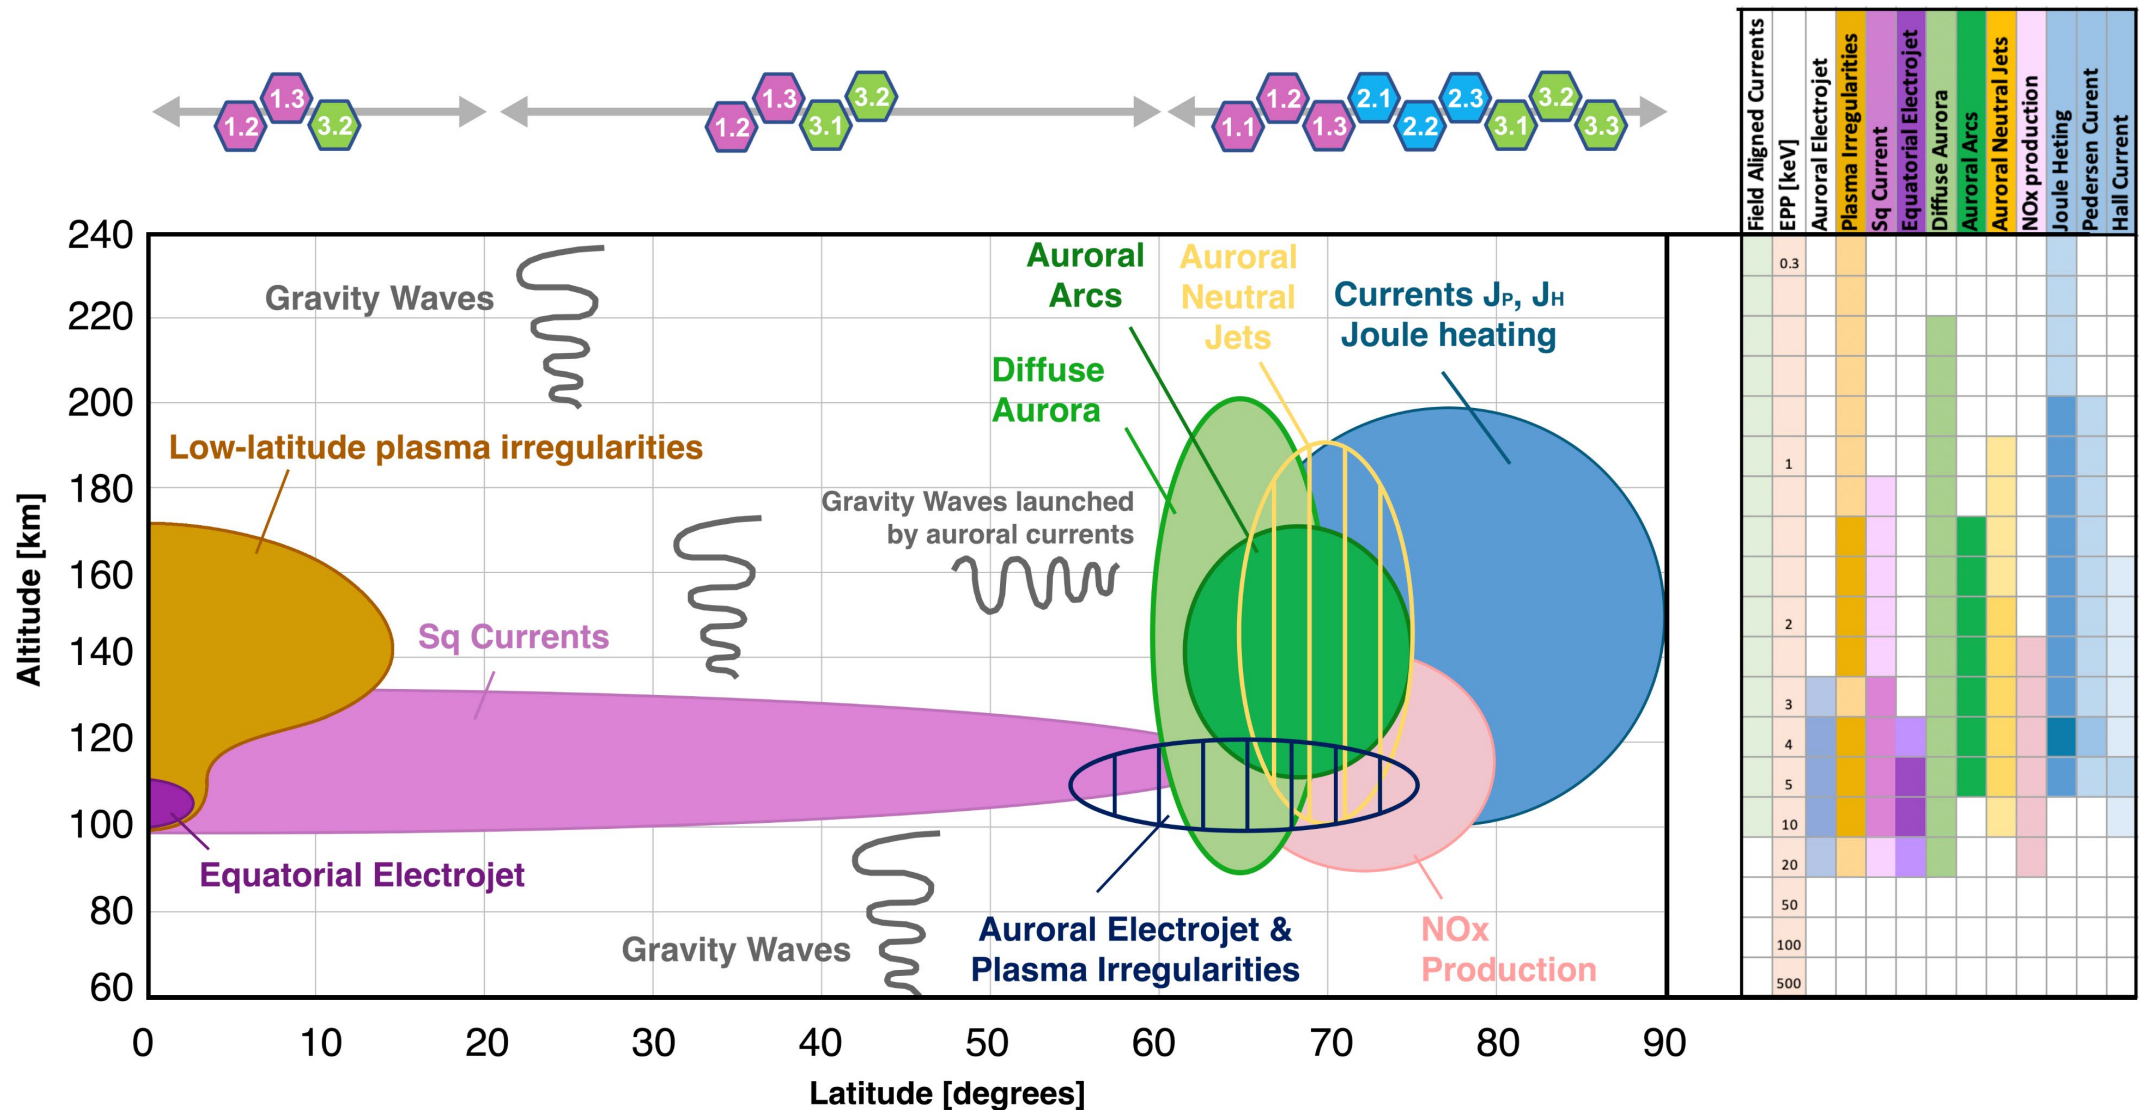 1.2
1.3
3.2
1.2
1.3
3.1
3.2
1.1
1.2
1.3
2.1
2.2
2.3
3.1
3.2
3.3
Field Aligned Currents
EPP [keV]
Auroral Electrojet
Plasma Irregularities
Sq Current
Equatorial Electrojet
Diffuse Aurora
Auroral Arcs
Auroral Neutral Jets
NOx production
Joule Heting
Pedersen Curent
Hall Current
Altitude [km]
240
220
200
180
160
140
120
100
80
60
Gravity Waves
Low-latitude plasma irregularities
Sq Currents
Equatorial Electrojet
Gravity Waves
Gravity Waves launched
by auroral currents
Diffuse
Aurora
Auroral
Arcs
Auroral
Neutral
Jets
Currents JP, JH
Joule heating
Auroral Electrojet &
Plasma Irregularities
NOx
Production
0
10
20
30
40
50
60
70
80
90
Latitude [degrees]
0.3
1
2
3
4
5
10
20
50
100
500